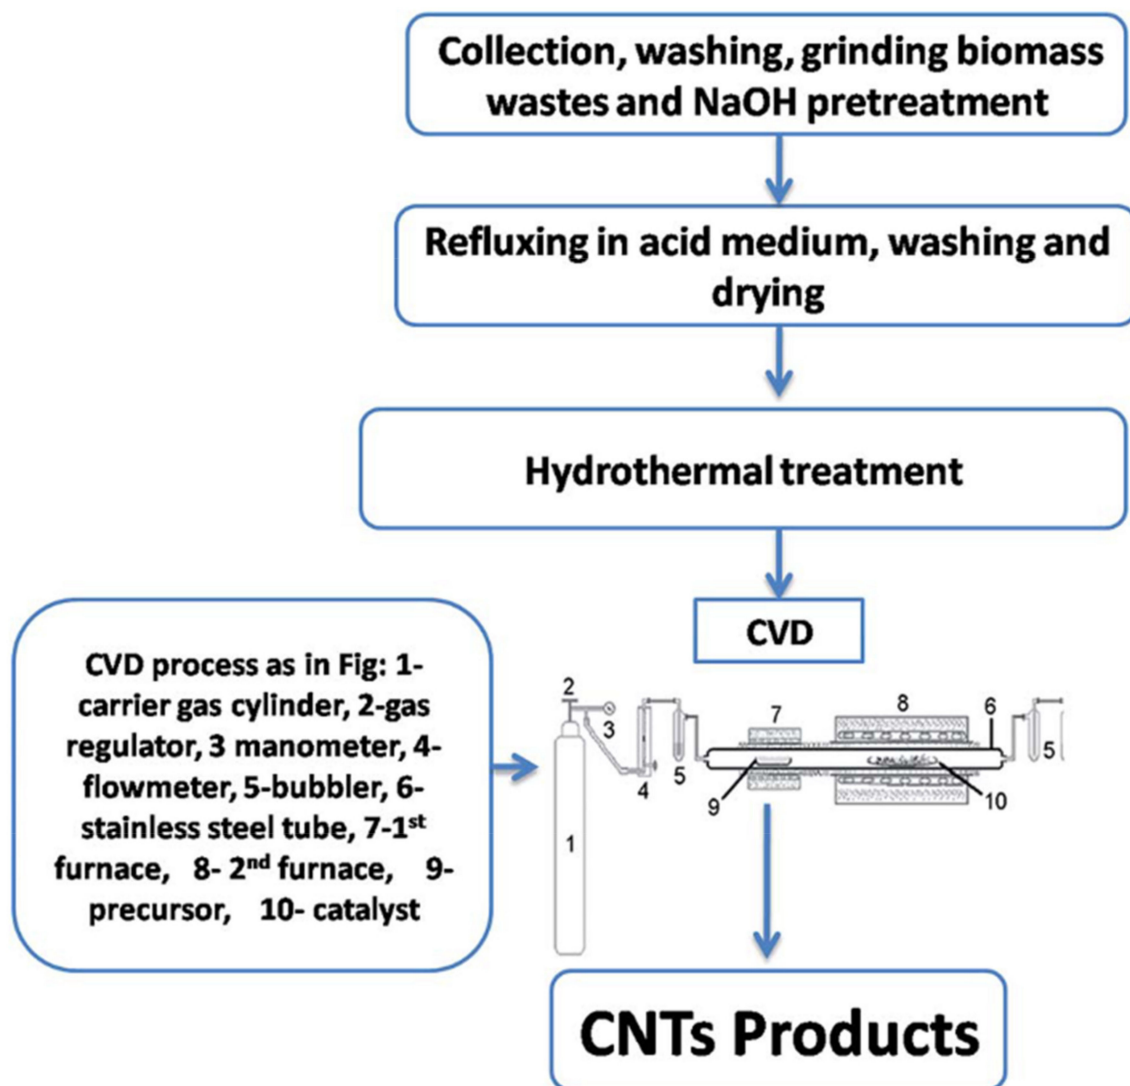 Collection, washing, grinding biomass
wastes and NaOH pretreatment
Refluxing in acid medium, washing and
drying
Hydrothermal treatment
CVD
CVD process as in Fig: 1-
carrier gas cylinder, 2-gas
regulator, 3 manometer, 4-
flowmeter, 5-bubbler, 6-
stainless steel tube, 7-1st
furnace, 8- 2nd furnace, 9-
precursor, 10- catalyst
2
3
4
5
7
8
6
5
9
10
1
CNTs Products